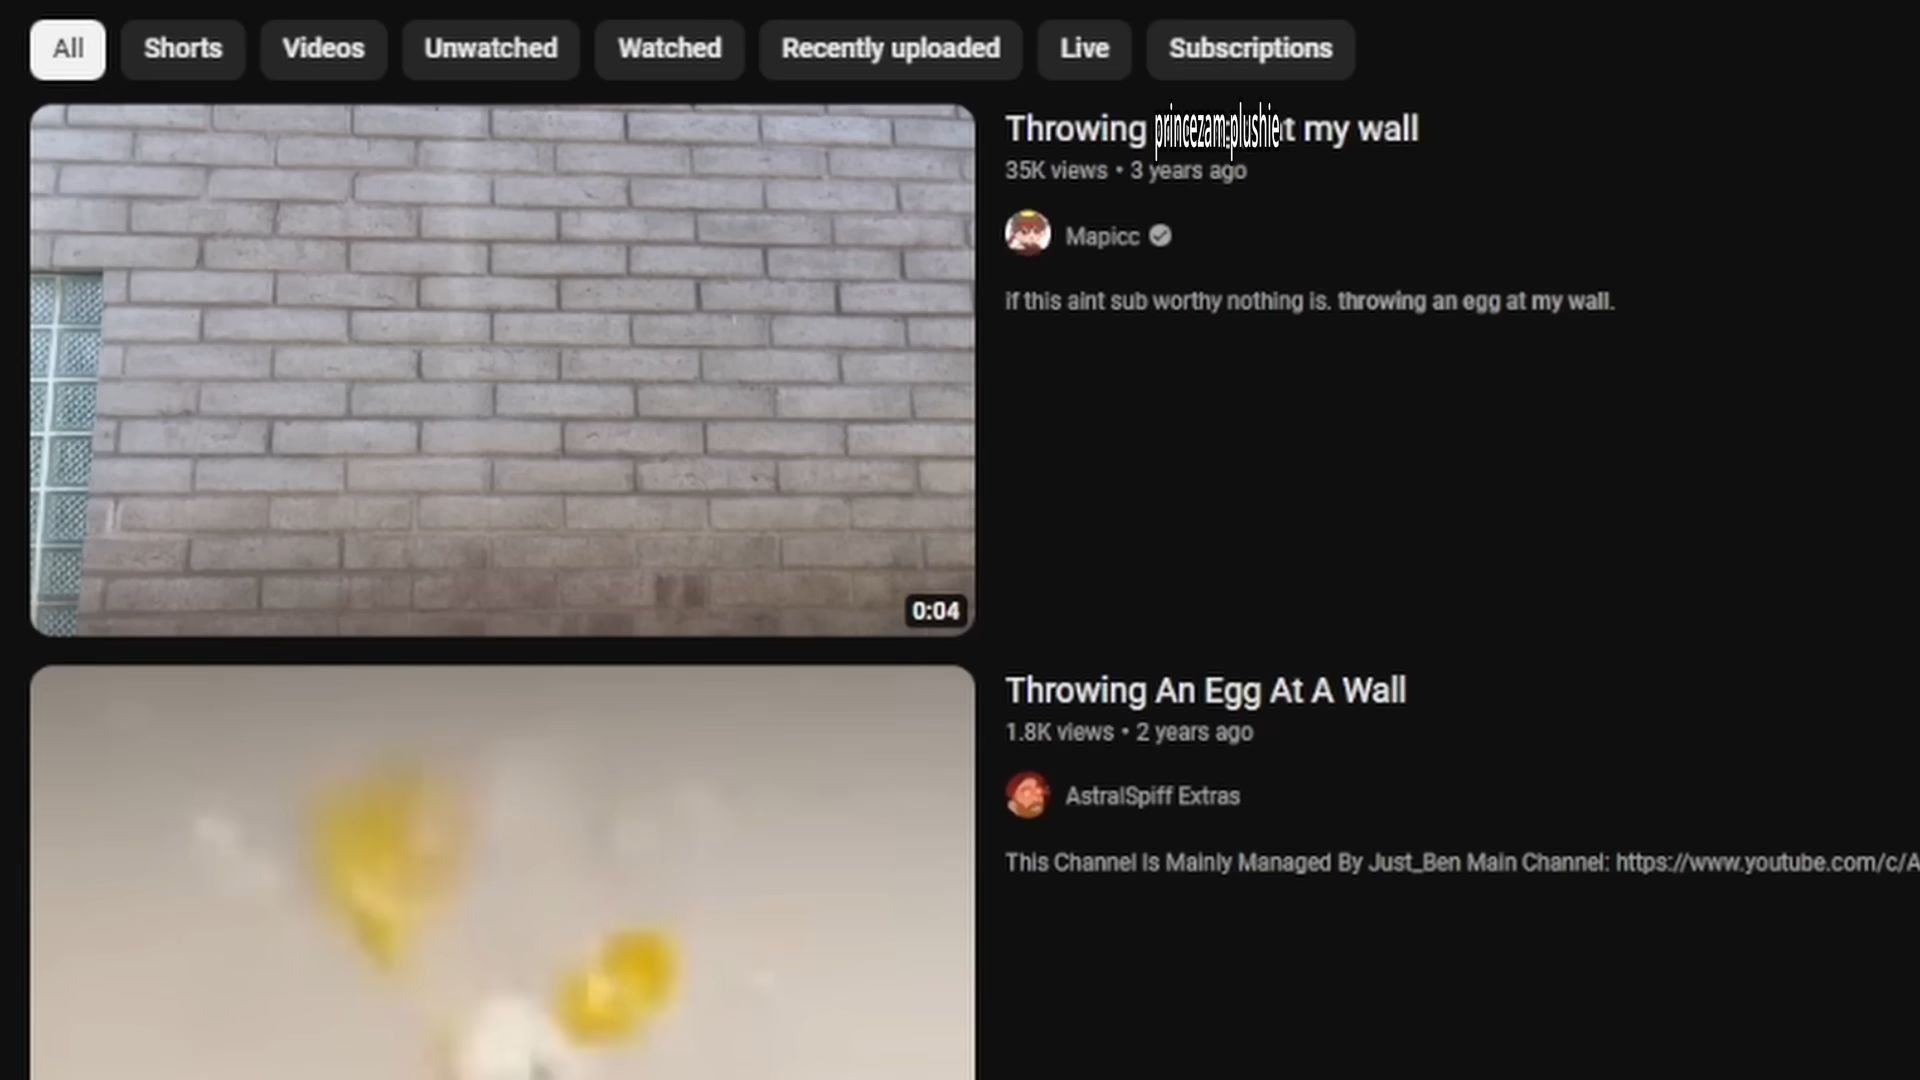 All
Shorts
Videos
Unwatched
Watched
Recently uploaded
Live
Subscriptions
Throwing princezam plushie t my wall
35K views • 3 years ago
Mapicc
if this aint sub worthy nothing is. throwing an egg at my wall.
0:04
Throwing An Egg At A Wall
1.8K views • 2 years ago
AstralSpiff Extras
This Channel Is Mainly Managed By Just_Ben Main Channel: https://www.youtube.com/c/A